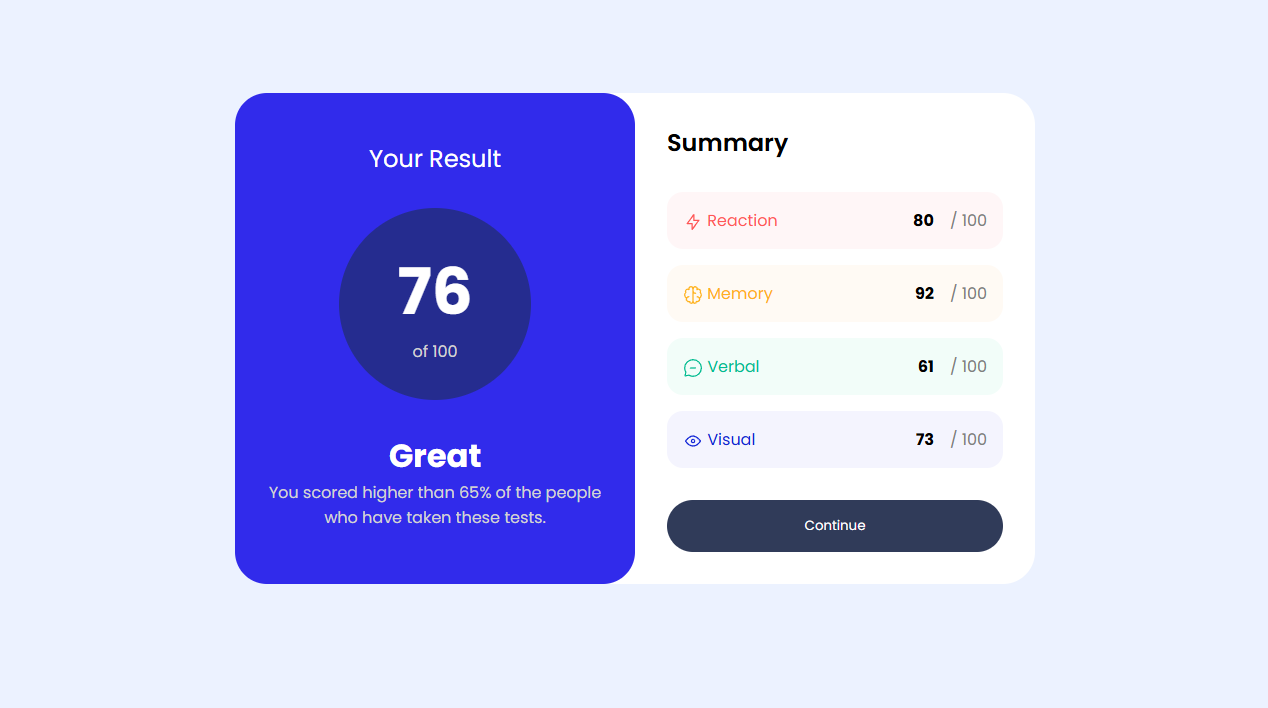 Your Result
76
of 100
Great
You scored higher than 65% of the people
who have taken these tests.
Summary
Reaction 80 / 100
Memory 92 / 100
Verbal 61 / 100
Visual 73 / 100
Continue